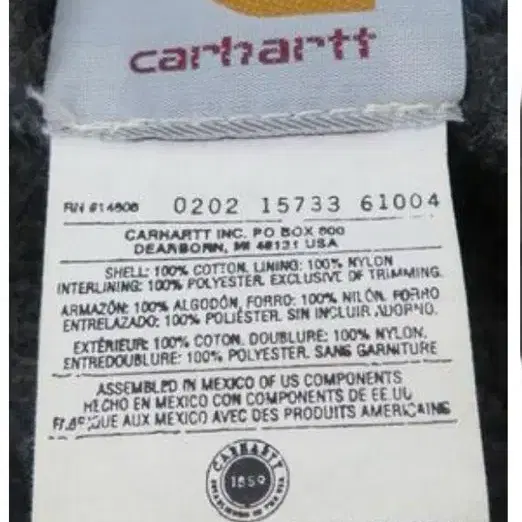 carhartt
RN #14806 0202 15733 61004
CARHARTT INC. PO BOX 600
DEARBORN, MI 48121 USA
SHELL: 100% COTTON. LINING: 100% NYLON
INTERLINING: 100% POLYESTER. EXCLUSIVE OF TRIMMING.
ARMAZÓN: 100% ALGODÓN, FORRO: 100% NILÓN. FORRO
ENTRELAZADO: 100% POLIÉSTER. SIN INCLUIR ADORNO.
EXTÉRIEUR: 100% COTON. DOUBLURE: 100% NYLON.
ENTREDOUBLURE: 100% POLYESTER. SANS GARNITURE
ASSEMBLED IN MEXICO OF US COMPONENTS
HECHO EN MEXICO CON COMPONENTS DE EE.UU
FABRIQUE AUX MEXICO AVEC DES PRODUITS AMERICAINS
CARHARTT
1889